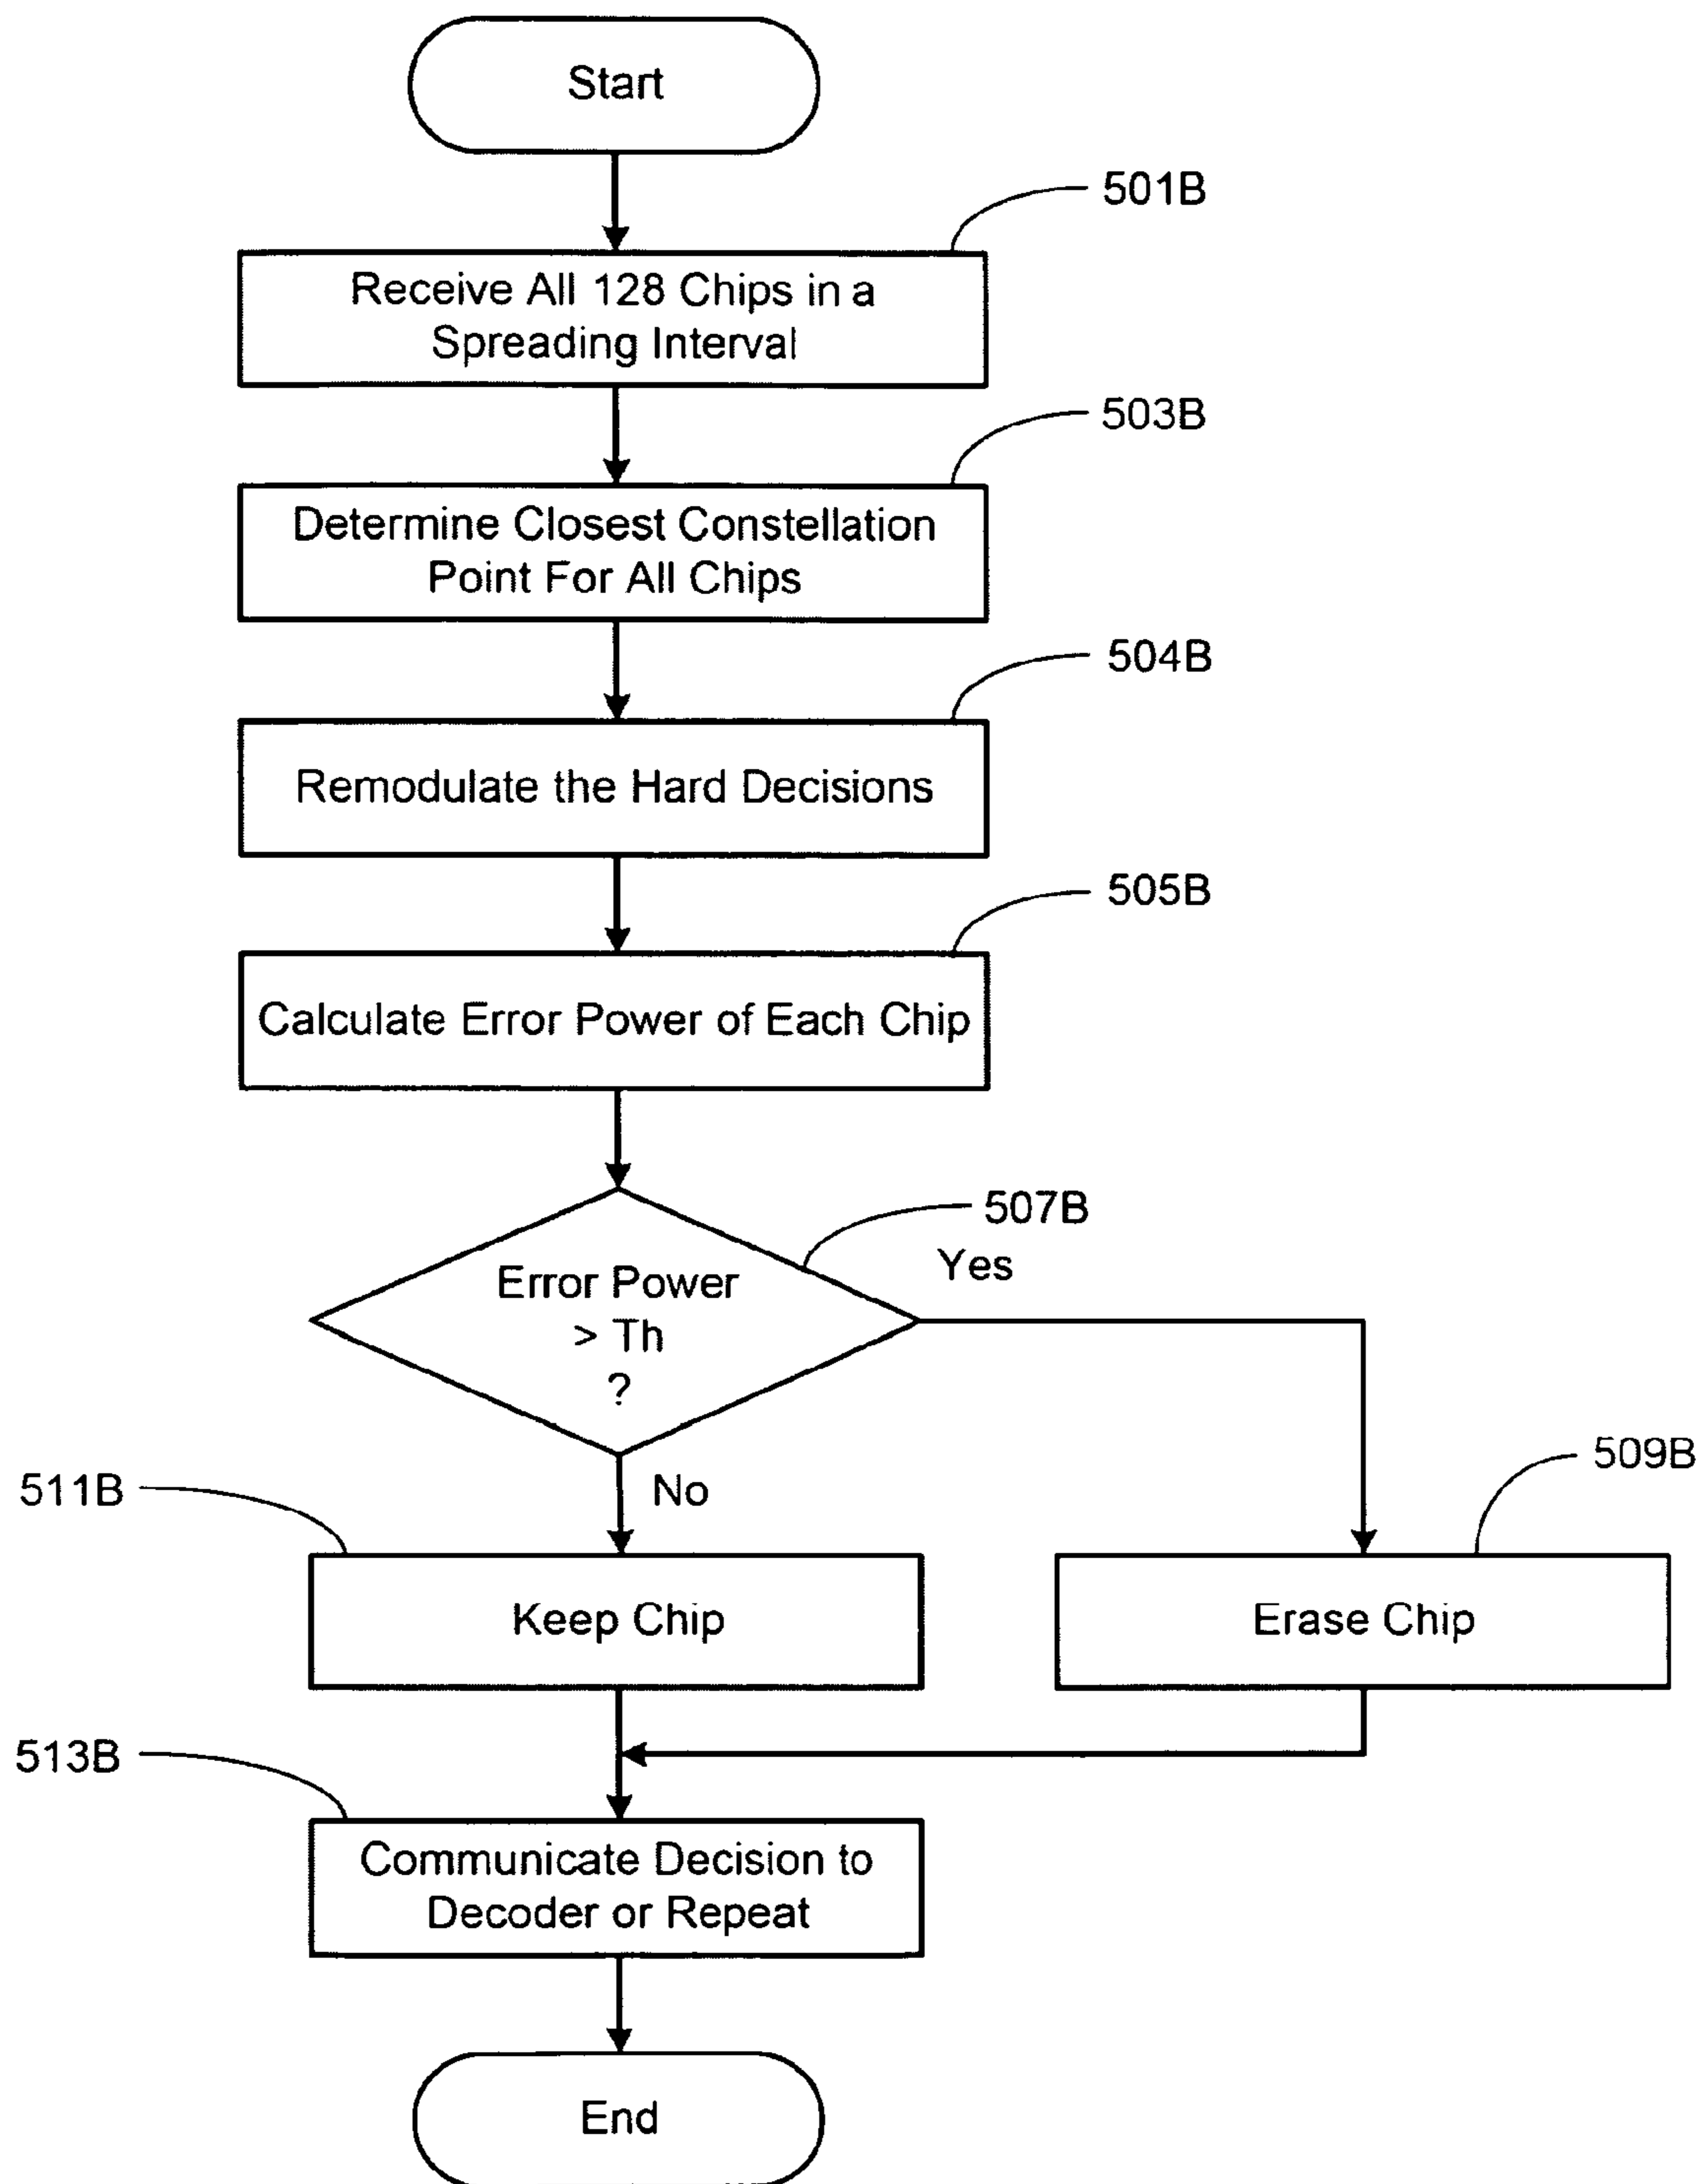 Start
501B
Receive All 128 Chips in a
Spreading Interval
503B
Determine Closest Constellation
Point For All Chips
504B
Remodulate the Hard Decisions
505B
Calculate Error Power of Each Chip
507B
Yes
Error Power
> Th
?
509B
511B
No
Keep Chip
Erase Chip
513B
Communicate Decision to
Decoder or Repeat
End